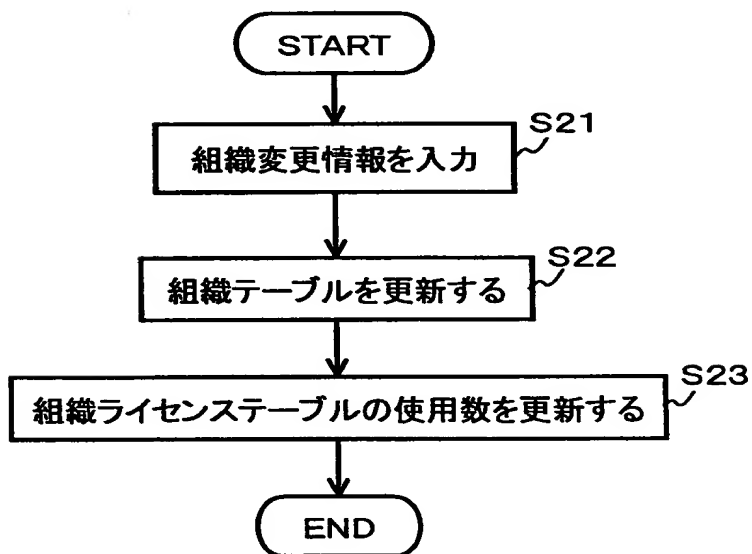 START
組織変更情報を入力
S21
組織テーブルを更新する
S22
組織ライセンステーブルの使用数を更新する
S23
END